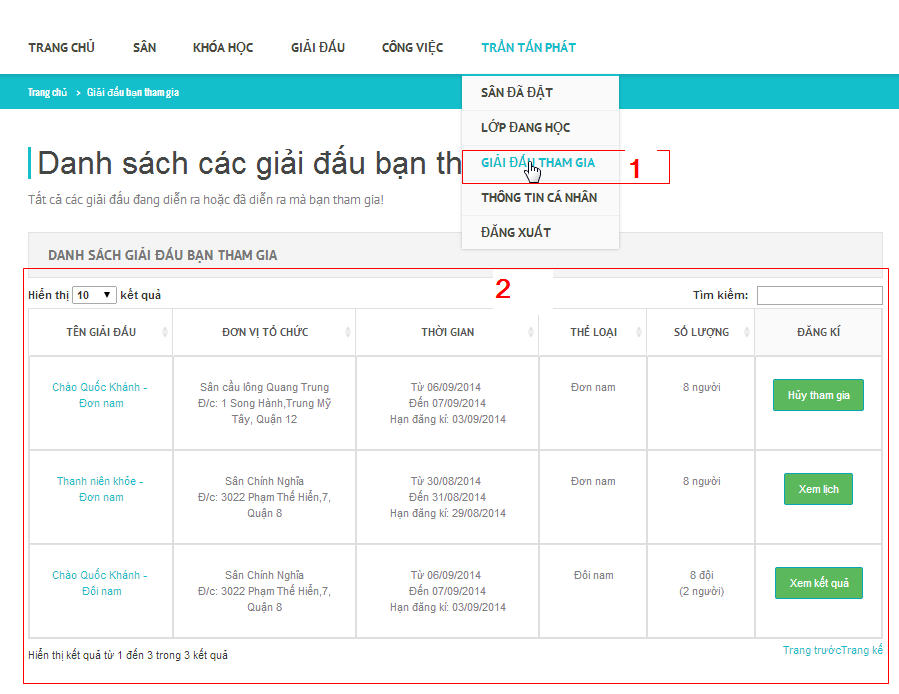 TRANG CHỦ SÂN KHÓA HỌC GIẢI ĐẤU CÔNG VIỆC TRẦN TẤN PHÁT
Trang chủ > Giải đấu bạn tham gia
SÂN ĐÃ ĐẶT
LỚP ĐANG HỌC
GIẢI ĐẤU THAM GIA 1
THÔNG TIN CÁ NHÂN
ĐĂNG XUẤT
Danh sách các giải đấu bạn th
Tất cả các giải đấu đang diễn ra hoặc đã diễn ra mà bạn tham gia!
DANH SÁCH GIẢI ĐẤU BẠN THAM GIA
2
Hiển thị 10 kết quả Tìm kiếm:
TÊN GIẢI ĐẤU ĐƠN VỊ TỔ CHỨC THỜI GIAN THỂ LOẠI SỐ LƯỢNG ĐĂNG KÍ
Chào Quốc Khánh - Sân cầu lông Quang Trung Từ 06/09/2014 Đơn nam 8 người Hủy tham gia
Đơn nam Đ/c: 1 Song Hành,Trung Mỹ Đến 07/09/2014
Tây, Quận 12 Hạn đăng kí: 03/09/2014
Thanh niên khỏe - Sân Chính Nghĩa Từ 30/08/2014 Đơn nam 8 người Xem lịch
Đơn nam Đ/c: 3022 Phạm Thế Hiển,7, Đến 31/08/2014
Quận 8 Hạn đăng kí: 29/08/2014
Chào Quốc Khánh - Sân Chính Nghĩa Từ 06/09/2014 Đôi nam 8 đội Xem kết quả
Đôi nam Đ/c: 3022 Phạm Thế Hiển,7, Đến 07/09/2014 (2 người)
Quận 8 Hạn đăng kí: 03/09/2014
Hiển thị kết quả từ 1 đến 3 trong 3 kết quả Trang trướcTrang kế